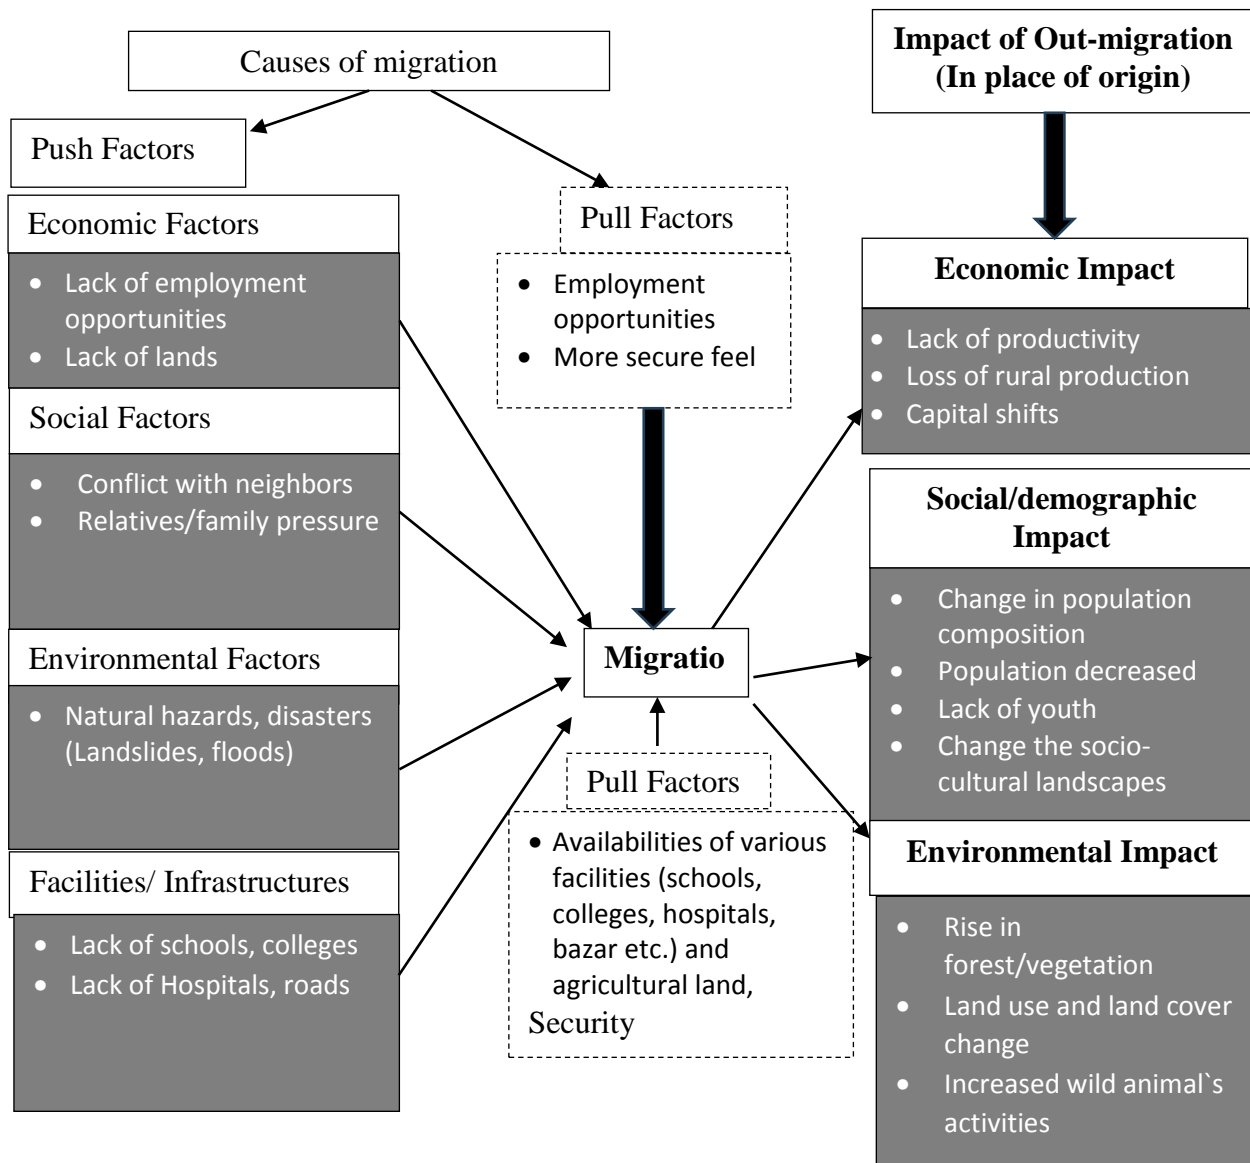 Causes of migration
Push Factors
Economic Factors
• Lack of employment
opportunities
• Lack of lands
Social Factors
• Conflict with neighbors
• Relatives/family pressure
Environmental Factors
• Natural hazards, disasters
(Landslides, floods)
Facilities/ Infrastructures
• Lack of schools, colleges
• Lack of Hospitals, roads
Pull Factors
• Employment
opportunities
• More secure feel
Migratio
Pull Factors
• Availabilities of various
facilities (schools,
colleges, hospitals,
bazar etc.) and
agricultural land,
Security
Impact of Out-migration
(In place of origin)
Economic Impact
• Lack of productivity
• Loss of rural production
• Capital shifts
Social/demographic
Impact
• Change in population
composition
• Population decreased
• Lack of youth
• Change the socio-
cultural landscapes
Environmental Impact
• Rise in
forest/vegetation
• Land use and land cover
change
• Increased wild animal`s
activities